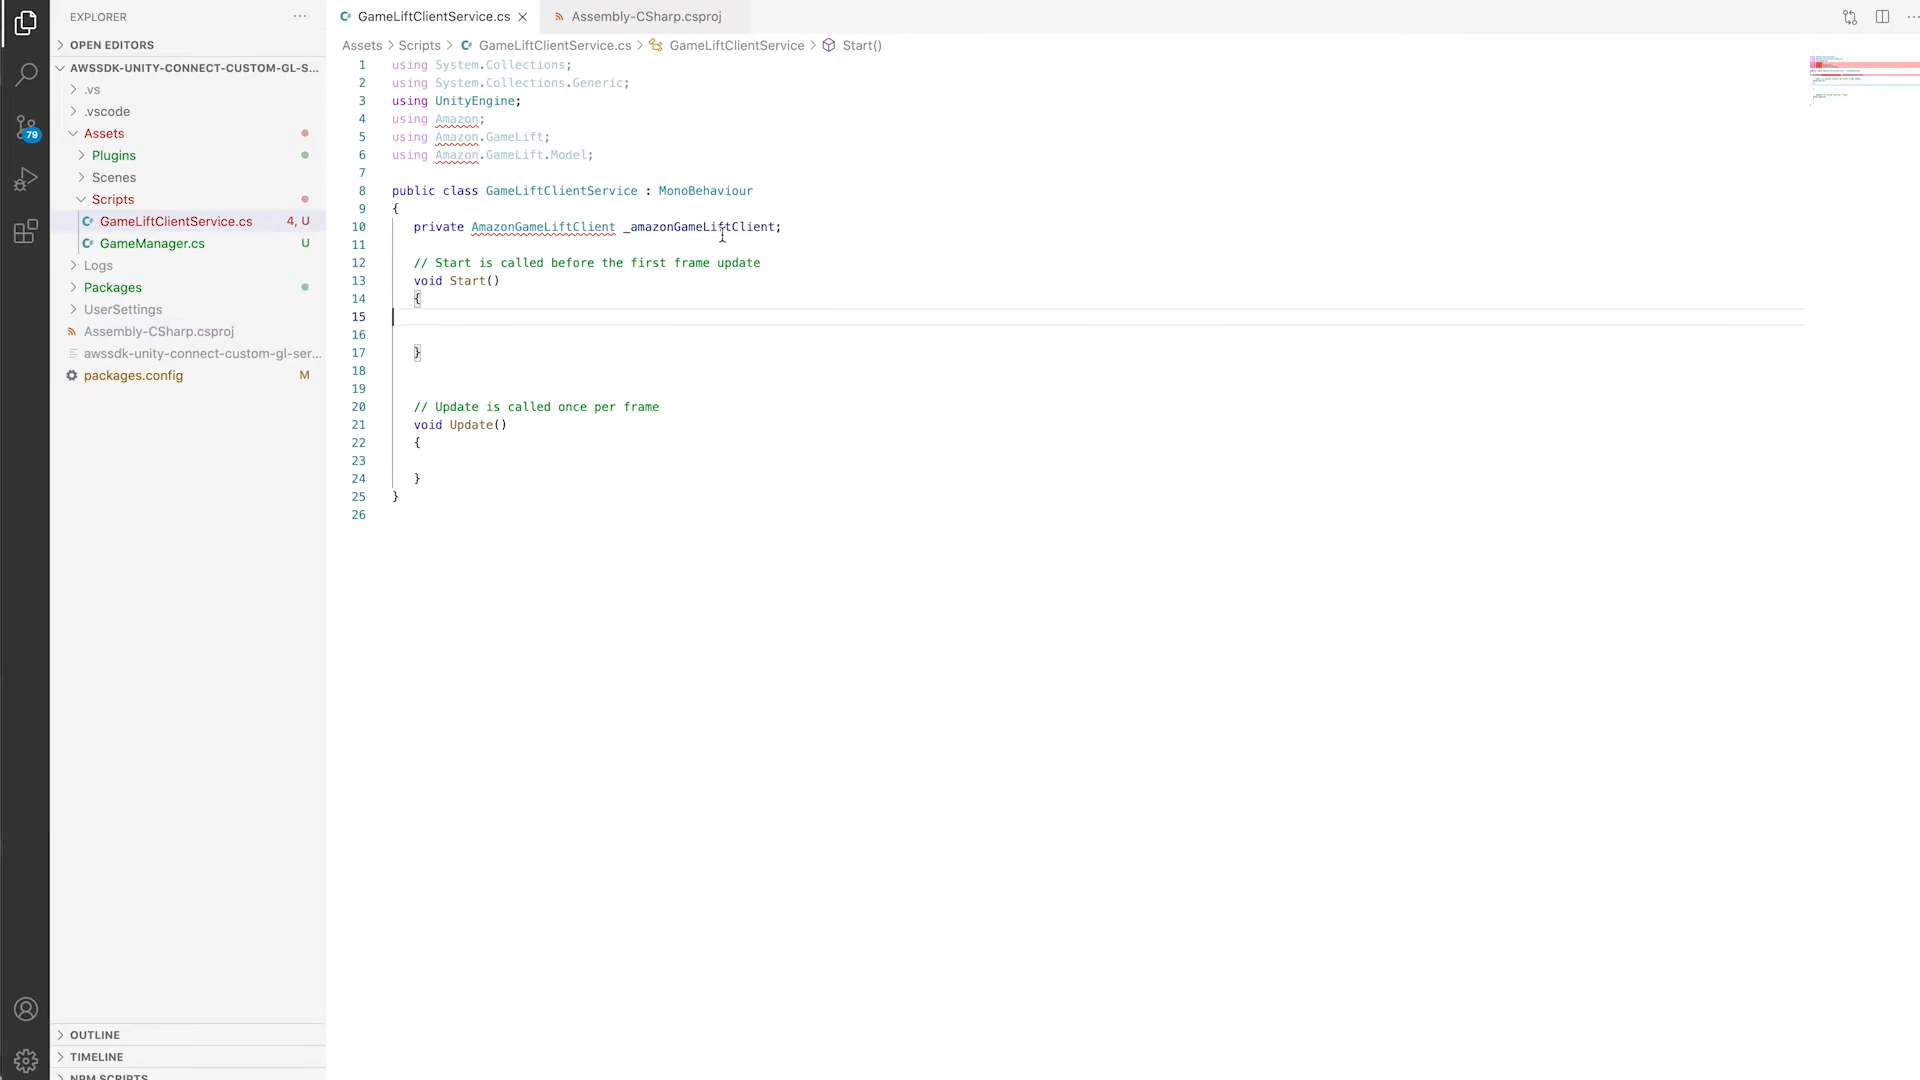 EXPLORER
OPEN EDITORS
AWSSDK-UNITY-CONNECT-CUSTOM-GL-S...
.vs
.vscode
Assets
Plugins
Scenes
Scripts
GameLiftClientService.cs 4, U
GameManager.cs U
Logs
Packages
UserSettings
Assembly-CSharp.csproj
awssdk-unity-connect-custom-gl-ser...
packages.config M
79
OUTLINE
TIMELINE
NPM SCRIPTS
GameLiftClientService.cs
Assembly-CSharp.csproj
Assets > Scripts > GameLiftClientService.cs > GameLiftClientService > Start()
1 using System.Collections;
2 using System.Collections.Generic;
3 using UnityEngine;
4 using Amazon;
5 using Amazon.GameLift;
6 using Amazon.GameLift.Model;
7
8 public class GameLiftClientService : MonoBehaviour
9 {
10 private AmazonGameLiftClient _amazonGameLiftClient;
11
12 // Start is called before the first frame update
13 void Start()
14 {
15
16
17 }
18
19
20 // Update is called once per frame
21 void Update()
22 {
23
24 }
25 }
26